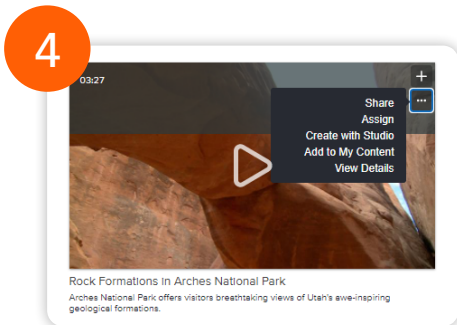 4
03:27
Share
Assign
Create with Studio
Add to My Content
View Details
Rock Formations in Arches National Park
Arches National Park offers visitors breathtaking views of Utah's awe-inspiring
geological formations.